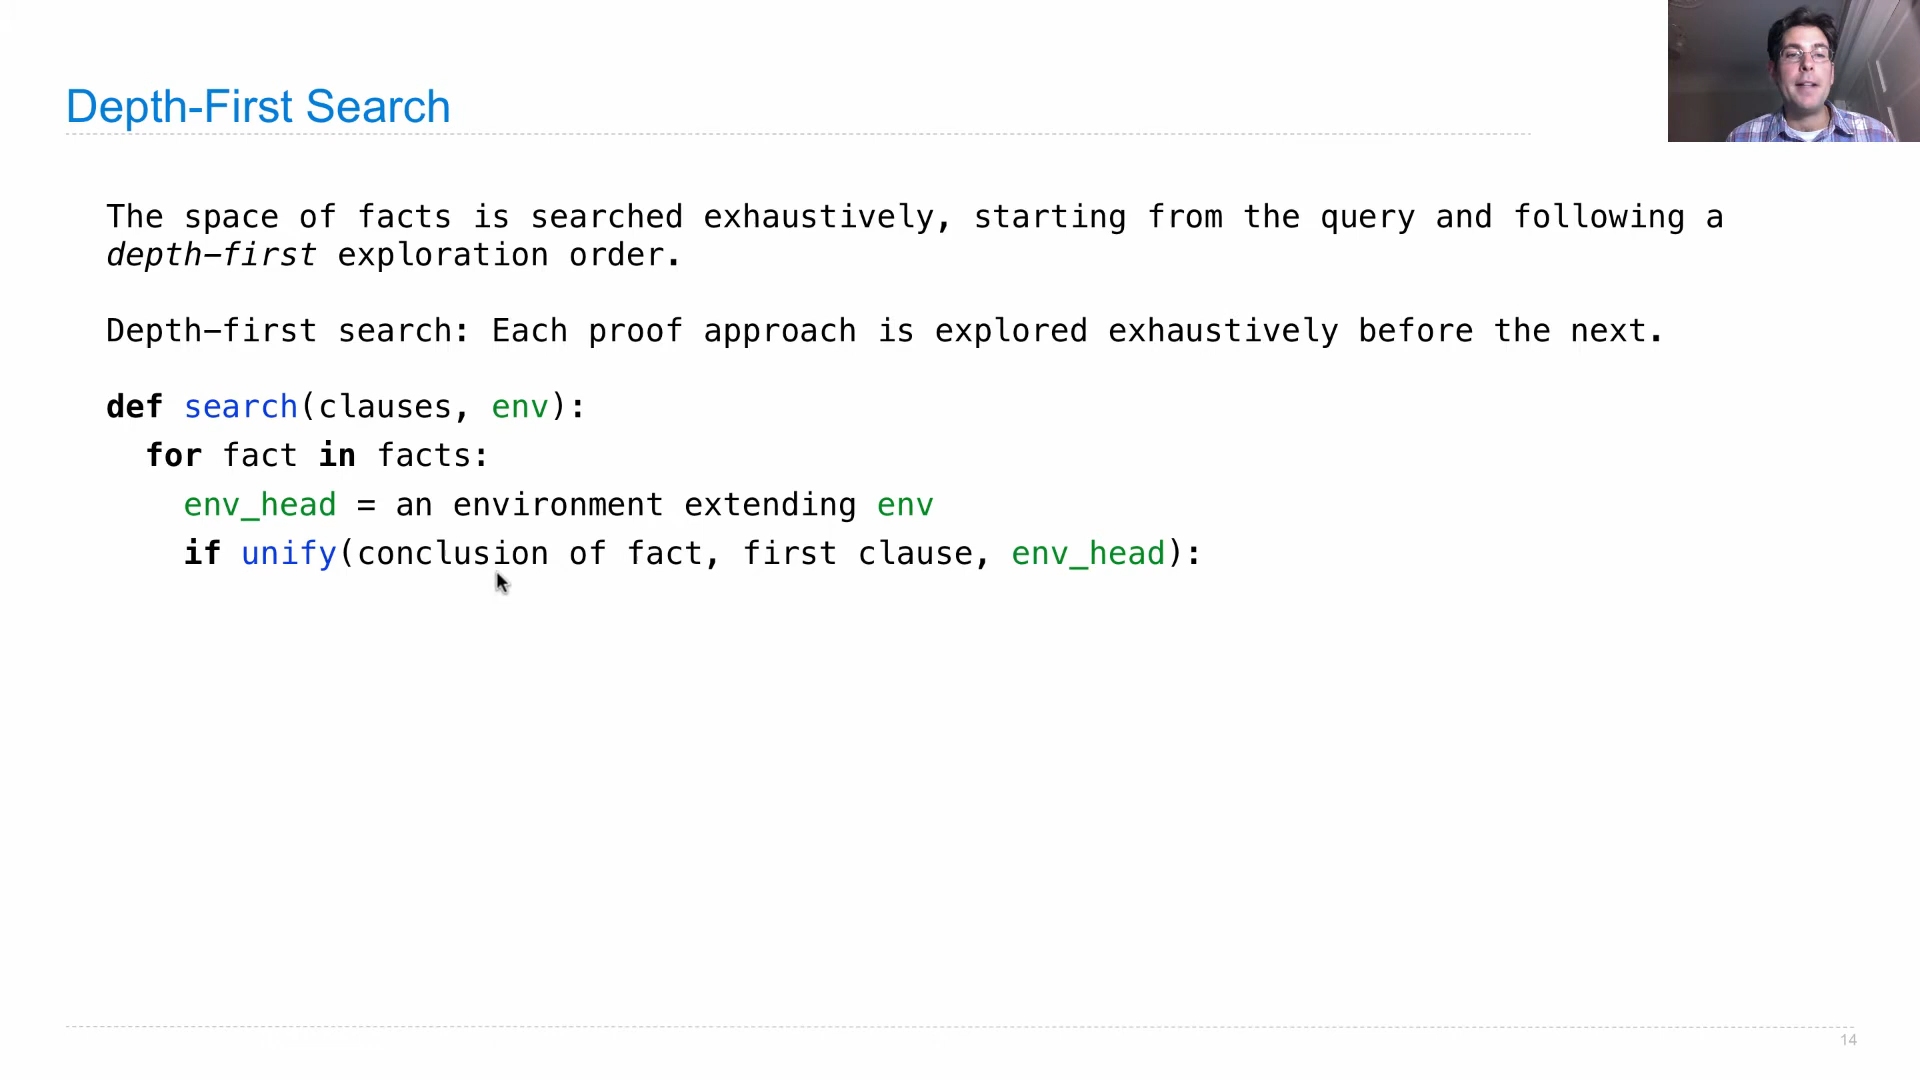 Depth-First Search
The space of facts is searched exhaustively, starting from the query and following a
depth-first exploration order.
Depth-first search: Each proof approach is explored exhaustively before the next.
def search(clauses, env):
for fact in facts:
env_head = an environment extending env
if unify(conclusion of fact, first clause, env_head):
14